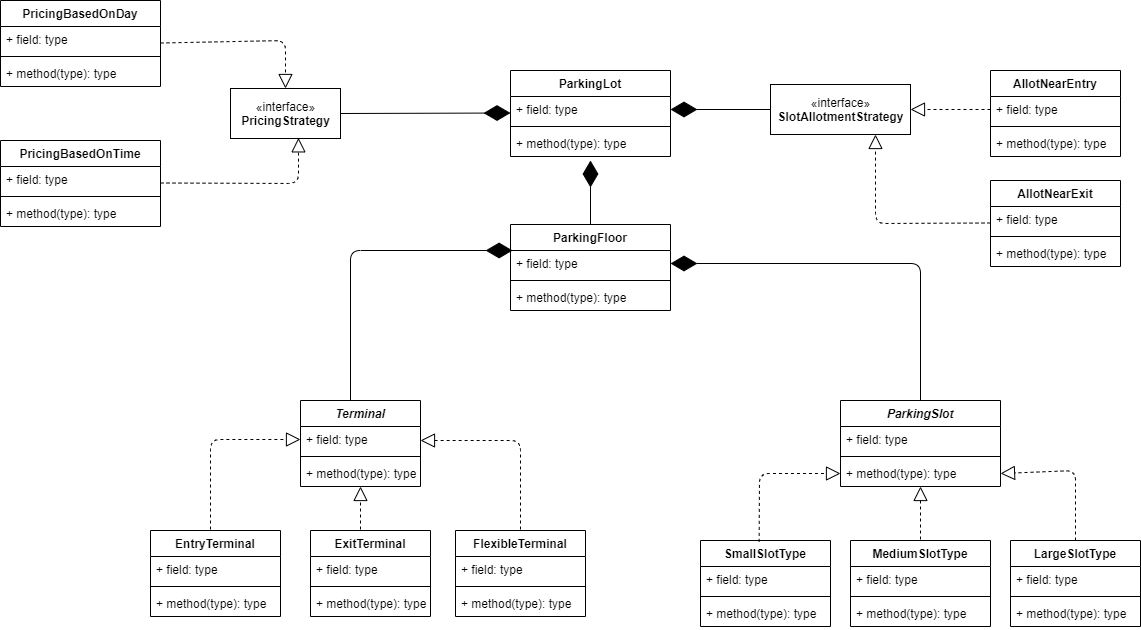 PricingBasedOnDay
+ field: type
+ method(type): type
«interface»
PricingStrategy
PricingBasedOnTime
+ field: type
+ method(type): type
ParkingLot
+ field: type
+ method(type): type
«interface»
SlotAllotmentStrategy
AllotNearEntry
+ field: type
+ method(type): type
AllotNearExit
+ field: type
+ method(type): type
ParkingFloor
+ field: type
+ method(type): type
Terminal
+ field: type
+ method(type): type
ParkingSlot
+ field: type
+ method(type): type
EntryTerminal
+ field: type
+ method(type): type
ExitTerminal
+ field: type
+ method(type): type
FlexibleTerminal
+ field: type
+ method(type): type
SmallSlotType
+ field: type
+ method(type): type
MediumSlotType
+ field: type
+ method(type): type
LargeSlotType
+ field: type
+ method(type): type